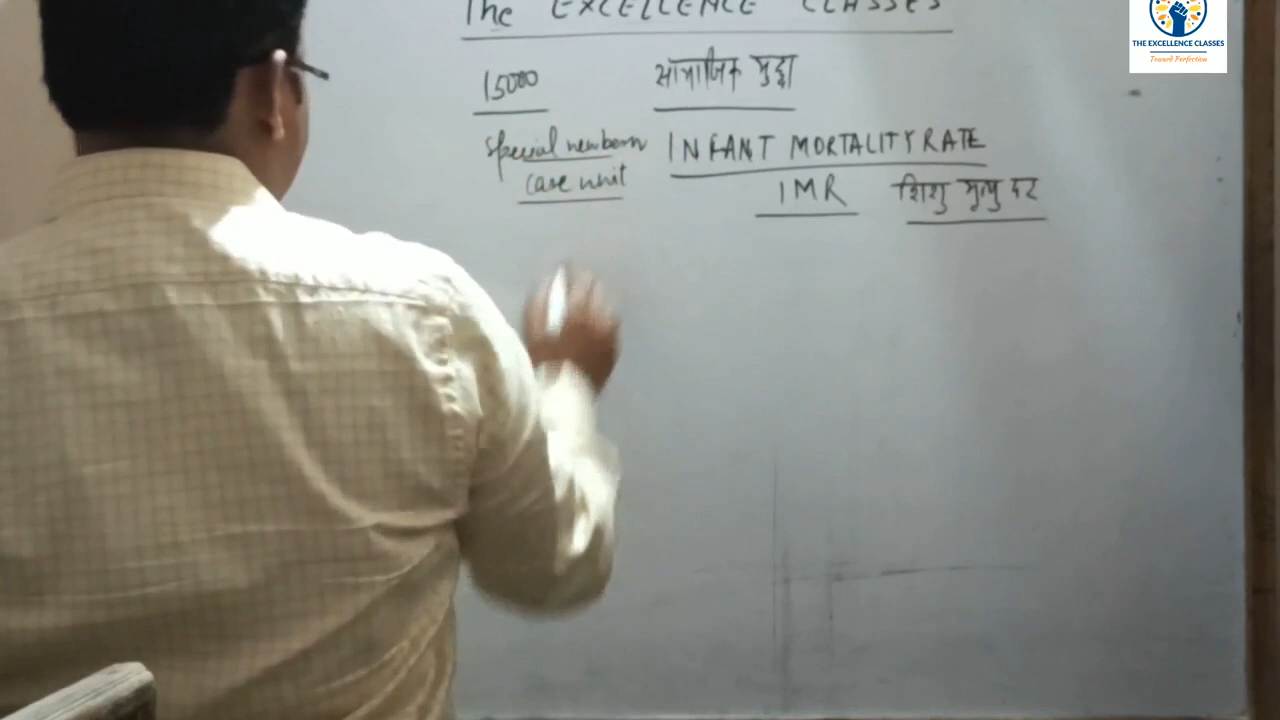 The EXCELLENCE CLASSES
15000
सामाजिक मुद्दा
special newborn
care unit
INFANT MORTALITY RATE
IMR शिशु मृत्यु दर
THE EXCELLENCE CLASSES
Toward Perfection